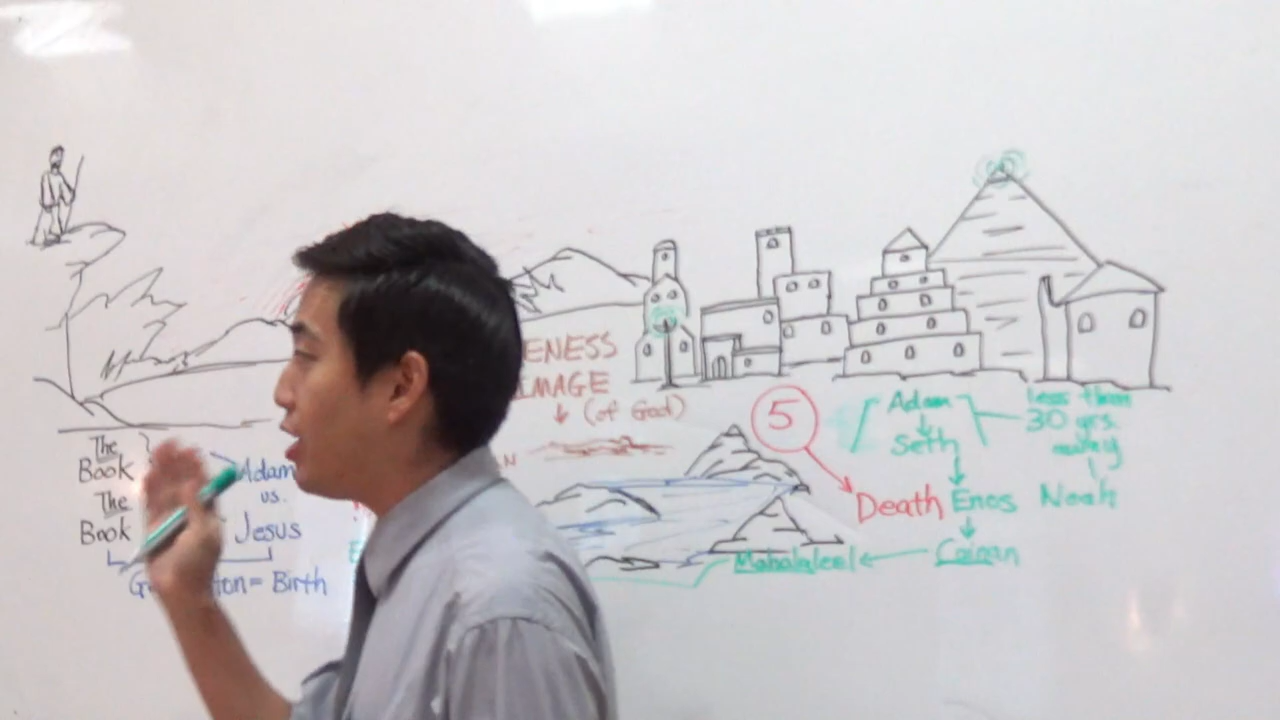 The
Book
The
Book
Adam
vs.
Jesus
= Birth
ENESS
IMAGE
(of God)
5
Death
Adam
Seth
Enos
Cainan
Mahalaleel
less than
30 yrs.
away
Noah